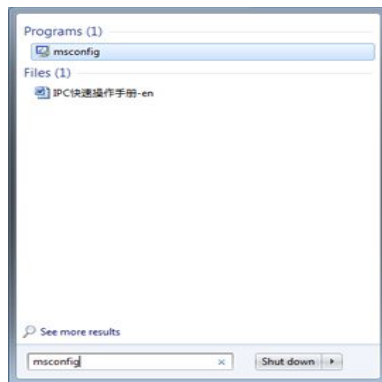 Programs (1)
msconfig
Files (1)
IPC快速操作手册-en
See more results
msconfig
Shut down